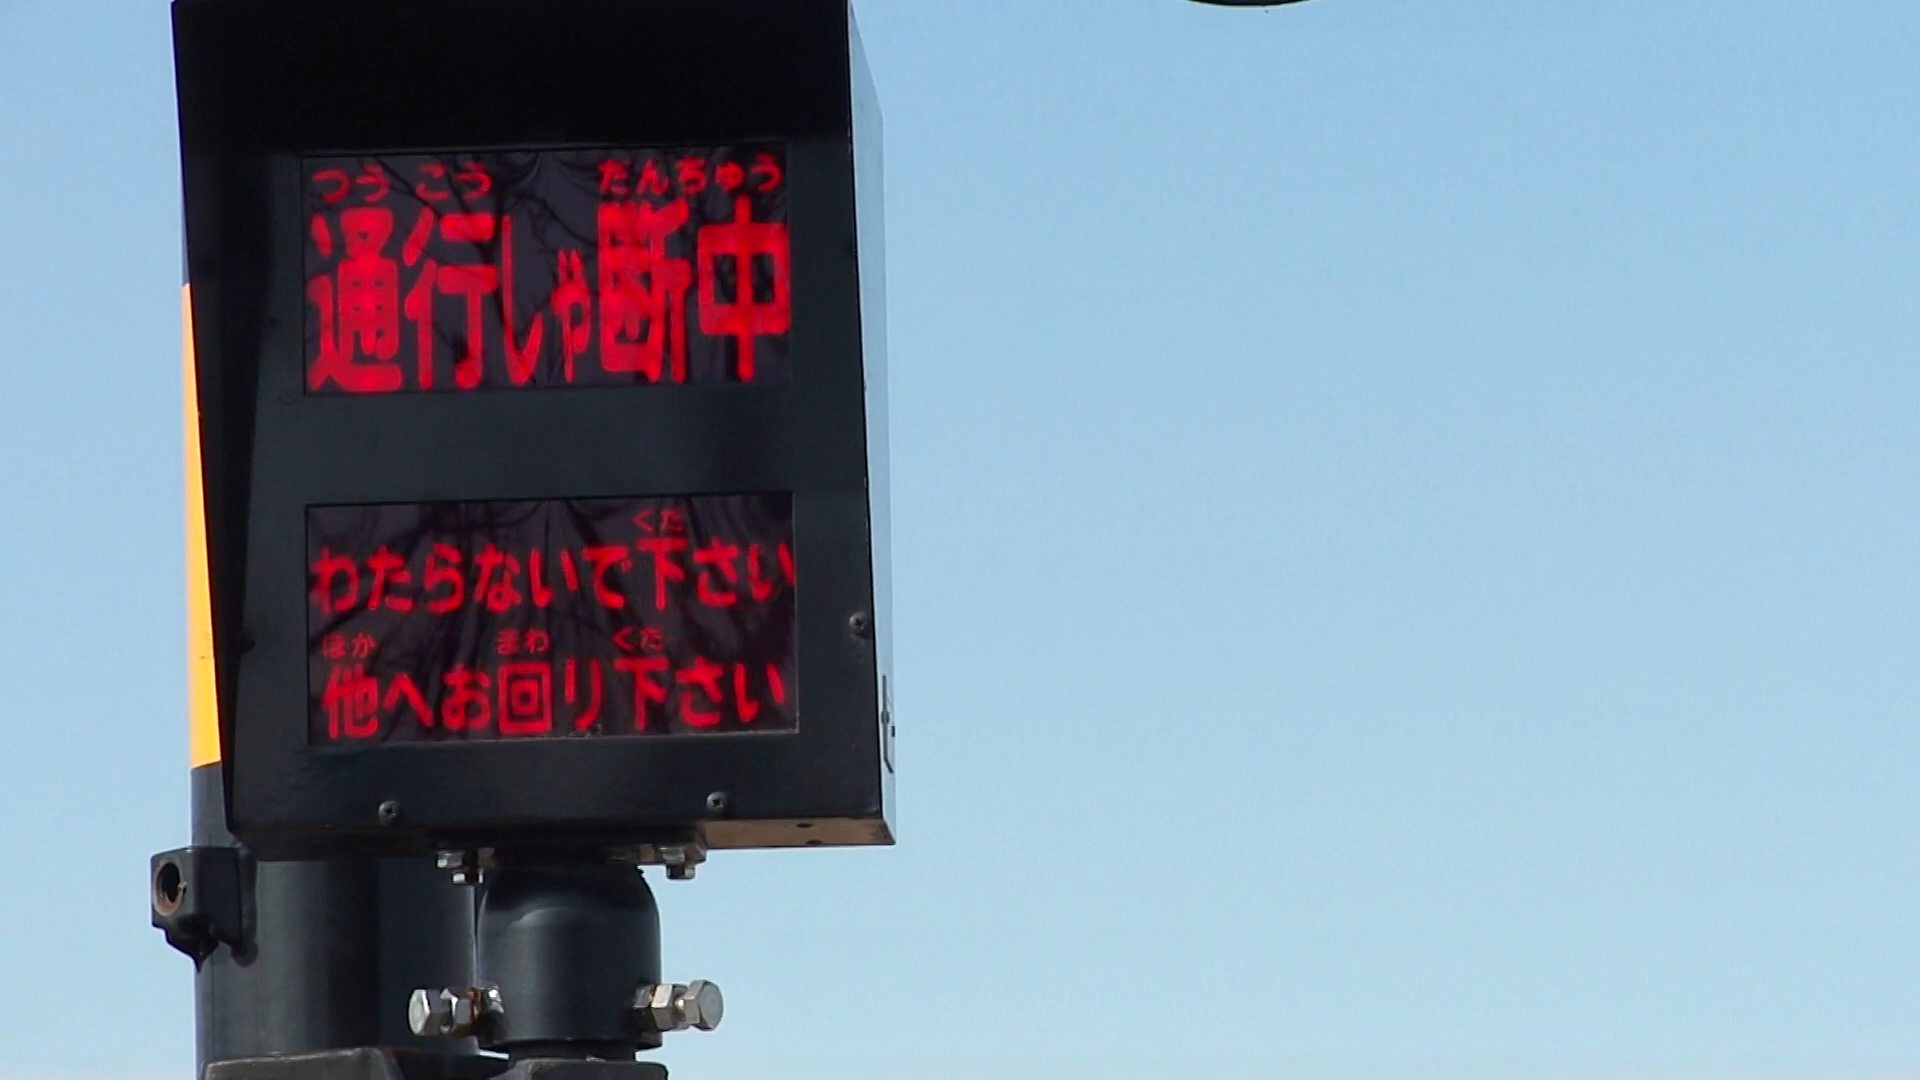 つうこう だんちゅう
通行しゃ断中
くだ
わたらないで下さい
ほか まわ くだ
他へお回り下さい